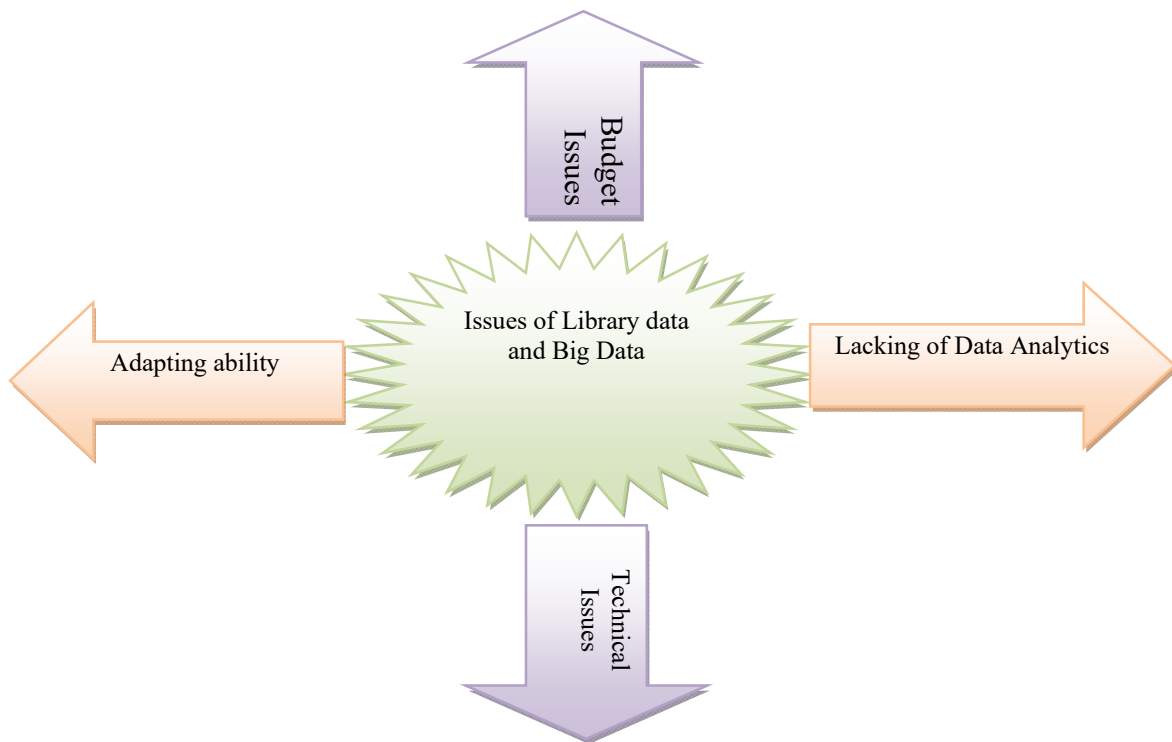 Budget
Issues
Issues of Library data
and Big Data
Adapting ability
Lacking of Data Analytics
Technical
Issues